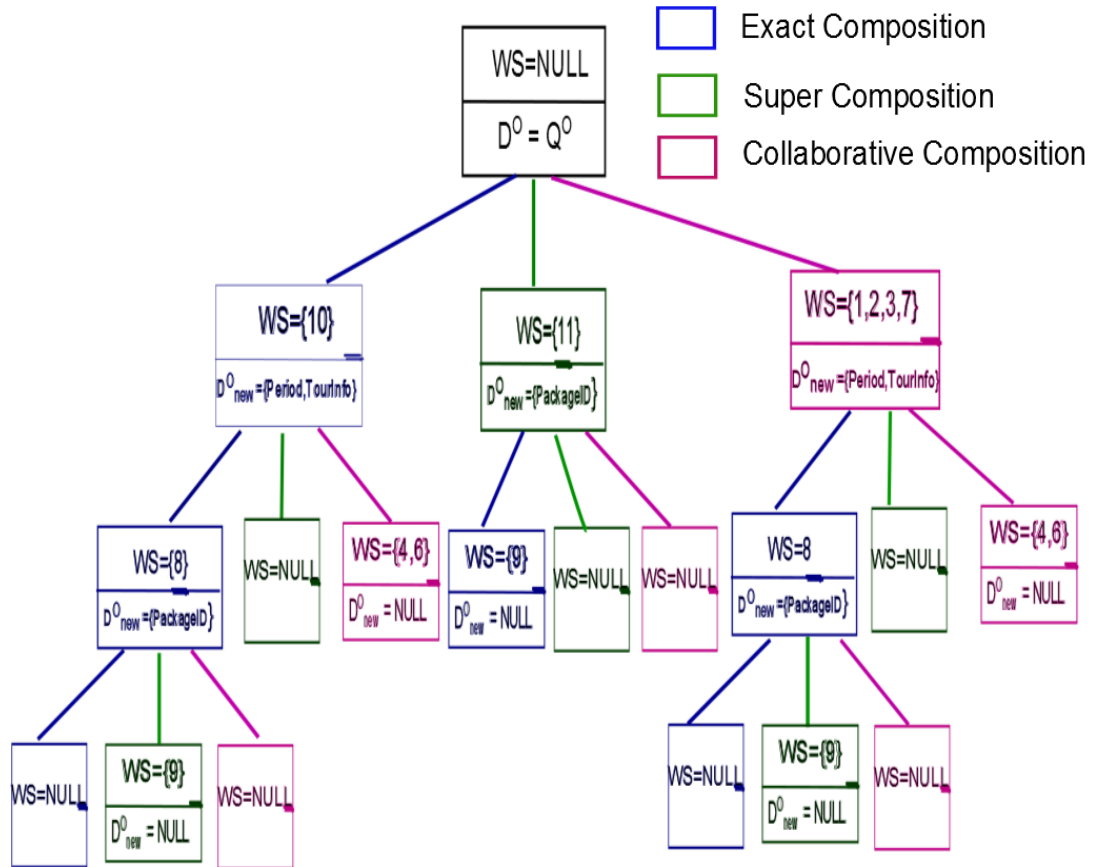 Exact Composition
WS=NULL
Super Composition
D^O = Q^O
Collaborative Composition
WS={10}
D^O_new ={Period,TourInfo}
WS={11}
D^O_new ={PackageID}
WS={1,2,3,7}
D^O_new ={Period,TourInfo}
WS={8}
D^O_new ={PackageID}
WS=NULL
WS={4,6}
D^O_new = NULL
WS={9}
D^O_new = NULL
WS=NULL
WS=NULL
WS=8
D^O_new ={PackageID}
WS=NULL
WS={4,6}
D^O_new = NULL
WS=NULL
WS={9}
D^O_new = NULL
WS=NULL
WS=NULL
WS={9}
D^O_new = NULL
WS=NULL